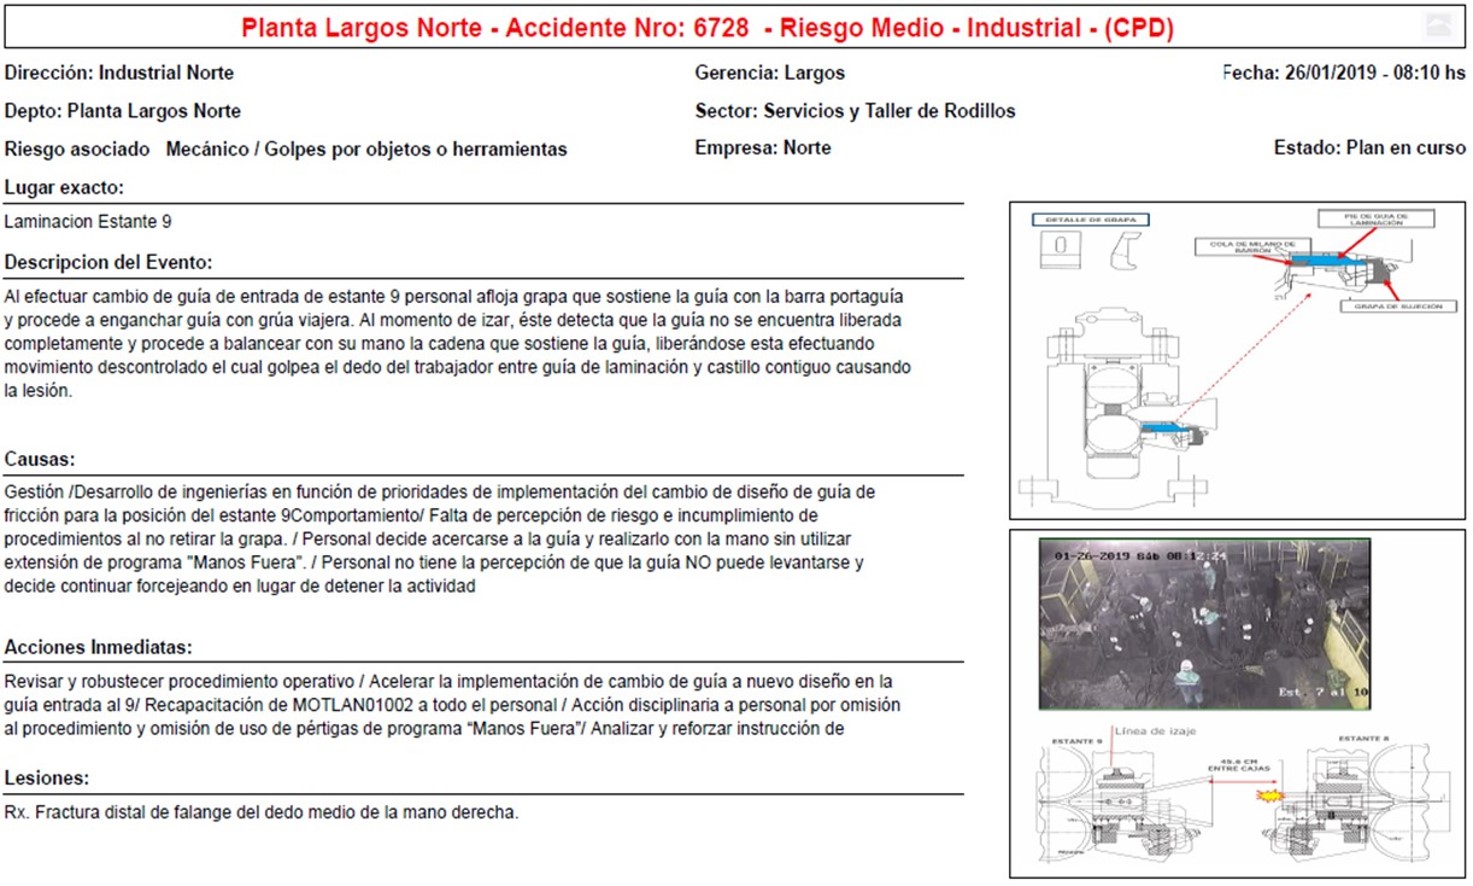 Planta Largos Norte - Accidente Nro: 6728 - Riesgo Medio - Industrial - (CPD)
Dirección: Industrial Norte
Gerencia: Largos
Fecha: 26/01/2019 - 08:10 hs
Depto: Planta Largos Norte
Sector: Servicios y Taller de Rodillos
Riesgo asociado Mecánico / Golpes por objetos o herramientas
Empresa: Norte
Estado: Plan en curso
Lugar exacto:
Laminacion Estante 9
Descripcion del Evento:
Al efectuar cambio de guía de entrada de estante 9 personal afloja grapa que sostiene la guía con la barra portaguía
y procede a enganchar guía con grúa viajera. Al momento de izar, éste detecta que la guía no se encuentra liberada
completamente y procede a balancear con su mano la cadena que sostiene la guía, liberándose esta efectuando
movimiento descontrolado el cual golpea el dedo del trabajador entre guía de laminación y castillo contiguo causando
la lesión.
Causas:
Gestión /Desarrollo de ingenierías en función de prioridades de implementación del cambio de diseño de guía de
fricción para la posición del estante 9Comportamiento/ Falta de percepción de riesgo e incumplimiento de
procedimientos al no retirar la grapa. / Personal decide acercarse a la guía y realizarlo con la mano sin utilizar
extensión de programa "Manos Fuera". / Personal no tiene la percepción de que la guía NO puede levantarse y
decide continuar forcejeando en lugar de detener la actividad
Acciones Inmediatas:
Revisar y robustecer procedimiento operativo / Acelerar la implementación de cambio de guía a nuevo diseño en la
guía entrada al 9/ Recapacitación de MOTLAN01002 a todo el personal / Acción disciplinaria a personal por omisión
al procedimiento y omisión de uso de pértigas de programa “Manos Fuera”/ Analizar y reforzar instrucción de
Lesiones:
Rx. Fractura distal de falange del dedo medio de la mano derecha.
DETALLE DE GRAPA
PIE DE GUIA DE
LAMINACIÓN
COLA DE MILANO DE
BARRÓN
GRAPA DE SUJECIÓN
01-26-2019 Sáb 08:12:24
Est. 7 al 10
Línea de izaje
ESTANTE 9
ESTANTE 8
45.6 CM
ENTRE CAJAS